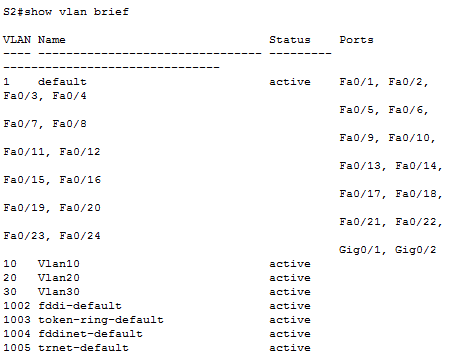 S2#show vlan brief
VLAN Name                             Status    Ports
---- -------------------------------- ---------
-------------------------------
1    default                          active    Fa0/1, Fa0/2,
Fa0/3, Fa0/4
                                                Fa0/5, Fa0/6,
Fa0/7, Fa0/8
                                                Fa0/9, Fa0/10,
Fa0/11, Fa0/12
                                                Fa0/13, Fa0/14,
Fa0/15, Fa0/16
                                                Fa0/17, Fa0/18,
Fa0/19, Fa0/20
                                                Fa0/21, Fa0/22,
Fa0/23, Fa0/24
                                                Gig0/1, Gig0/2
10   Vlan10                           active
20   Vlan20                           active
30   Vlan30                           active
1002 fddi-default                     active
1003 token-ring-default               active
1004 fddinet-default                  active
1005 trnet-default                    active